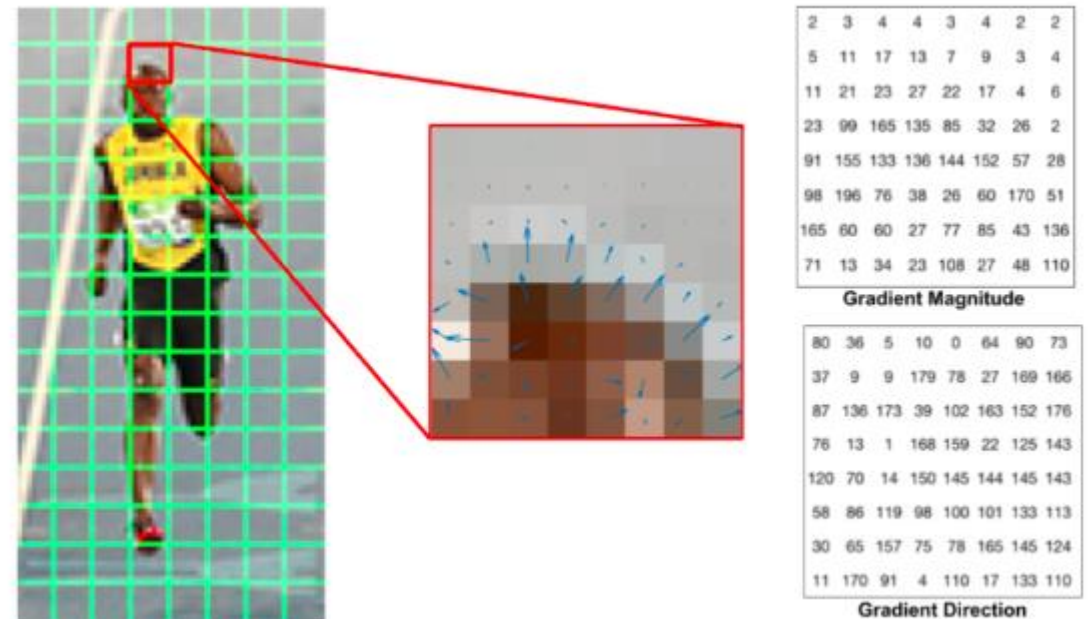 2 3 4 4 3 4 2 2
5 11 17 13 7 9 3 4
11 21 23 27 22 17 4 6
23 99 165 135 85 32 26 2
91 155 133 136 144 152 57 28
98 196 76 38 26 60 170 51
165 60 60 27 77 85 43 136
71 13 34 23 108 27 48 110
Gradient Magnitude
80 36 5 10 0 64 90 73
37 9 9 179 78 27 169 166
87 136 173 39 102 163 152 176
76 13 1 168 159 22 125 143
120 70 14 150 145 144 145 143
58 86 119 98 100 101 133 113
30 65 157 75 78 165 145 124
11 170 91 4 110 17 133 110
Gradient Direction